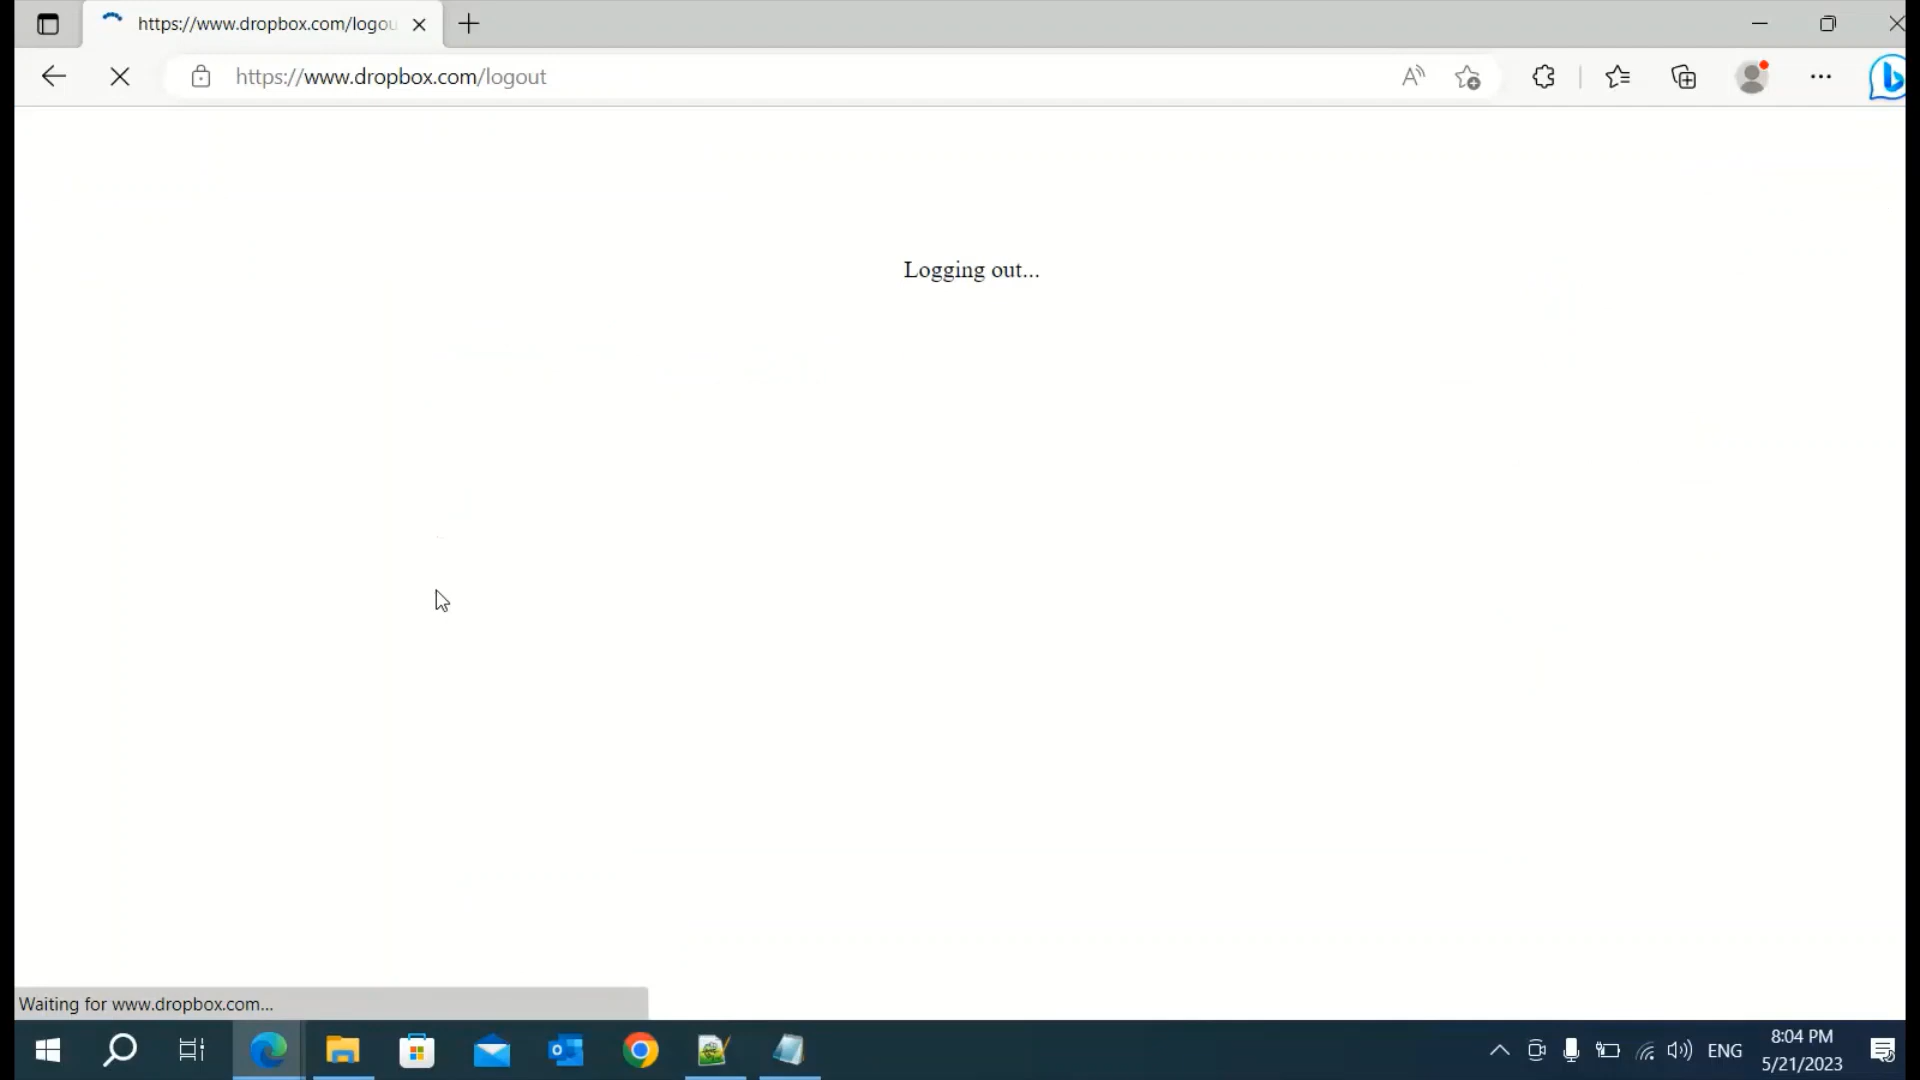 https://www.dropbox.com/logou
https://www.dropbox.com/logout
Logging out...
Waiting for www.dropbox.com...
ENG
8:04 PM
5/21/2023